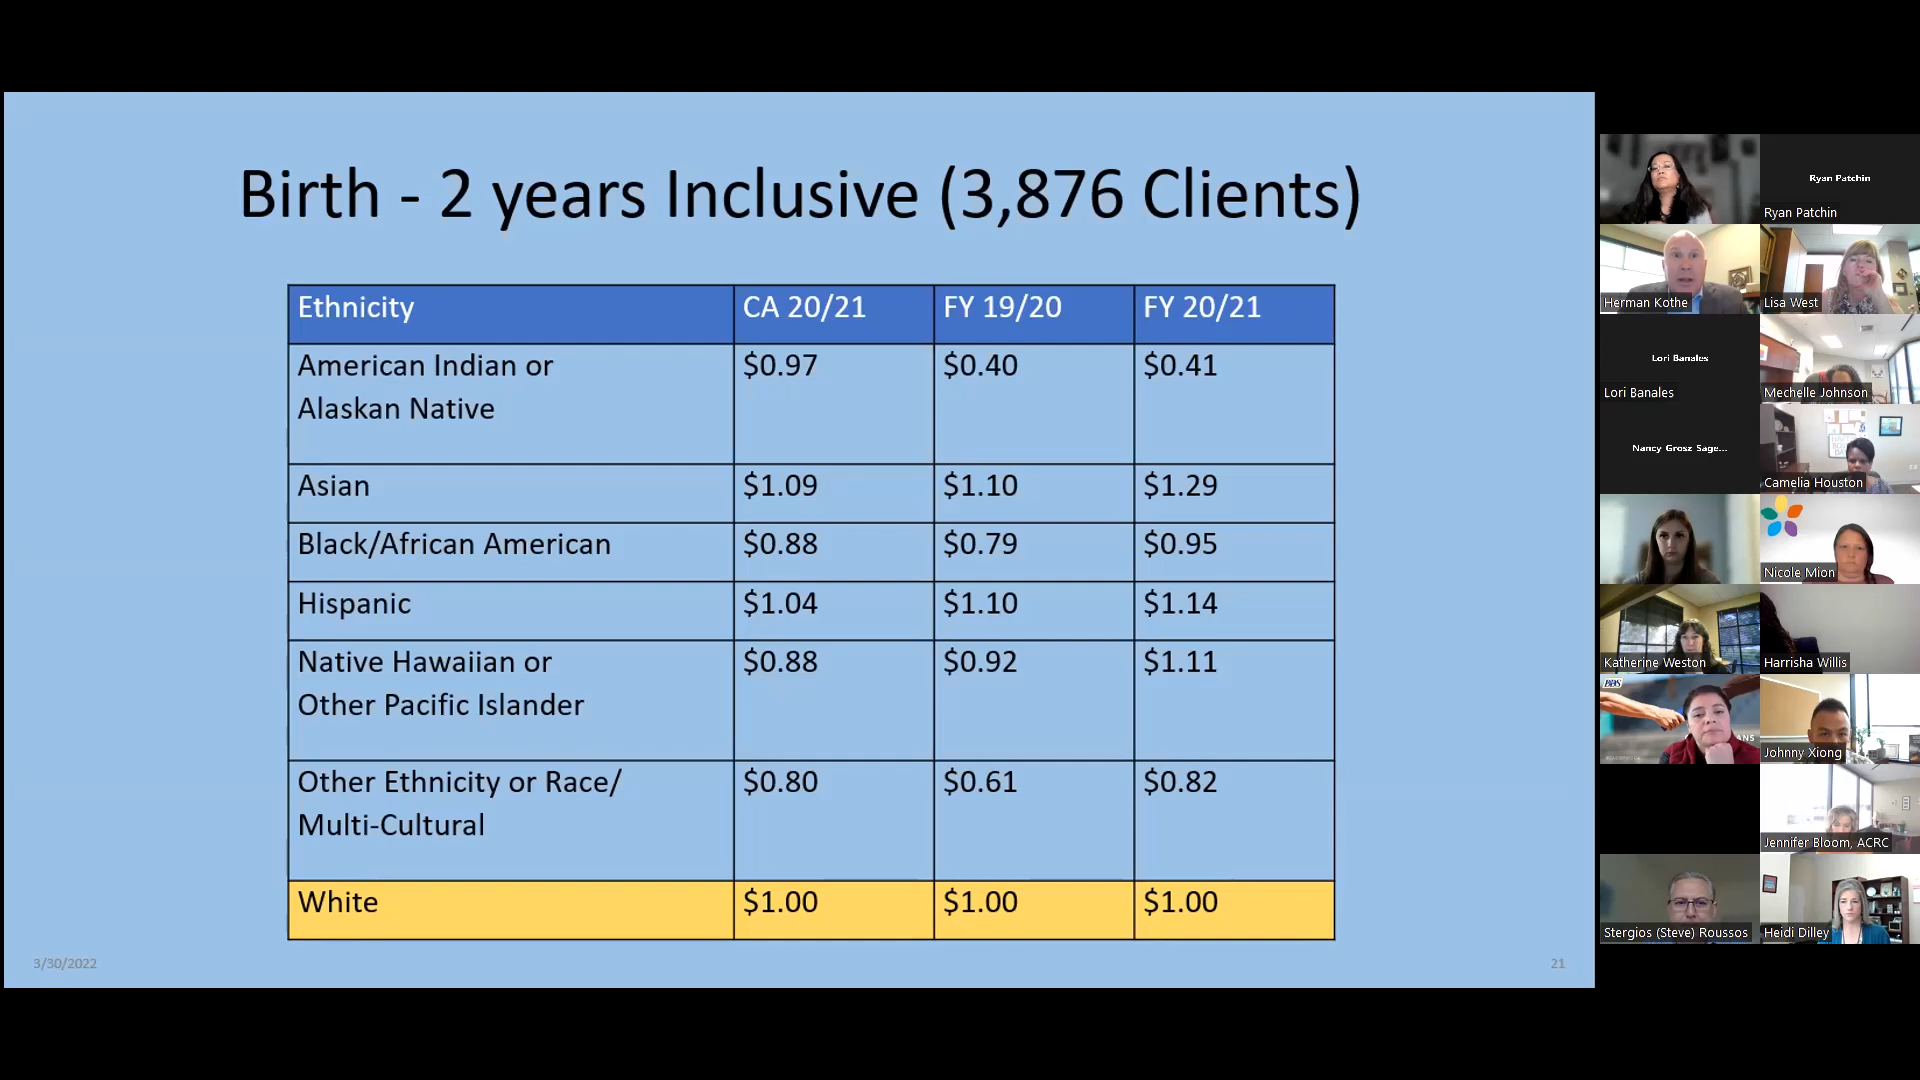 Birth - 2 years Inclusive (3,876 Clients)
Ethnicity CA 20/21 FY 19/20 FY 20/21
American Indian or $0.97 $0.40 $0.41
Alaskan Native
Asian $1.09 $1.10 $1.29
Black/African American $0.88 $0.79 $0.95
Hispanic $1.04 $1.10 $1.14
Native Hawaiian or $0.88 $0.92 $1.11
Other Pacific Islander
Other Ethnicity or Race/ $0.80 $0.61 $0.82
Multi-Cultural
White $1.00 $1.00 $1.00
3/30/2022
21
Ryan Patchin
Ryan Patchin
Herman Kothe
Lisa West
Lori Banales
Lori Banales
Mechelle Johnson
Nancy Grosz Sage...
Camelia Houston
Nicole Mion
Katherine Weston
Harrisha Willis
BBS
Johnny Xiong
Jennifer Bloom, ACRC
Stergios (Steve) Roussos
Heidi Dilley